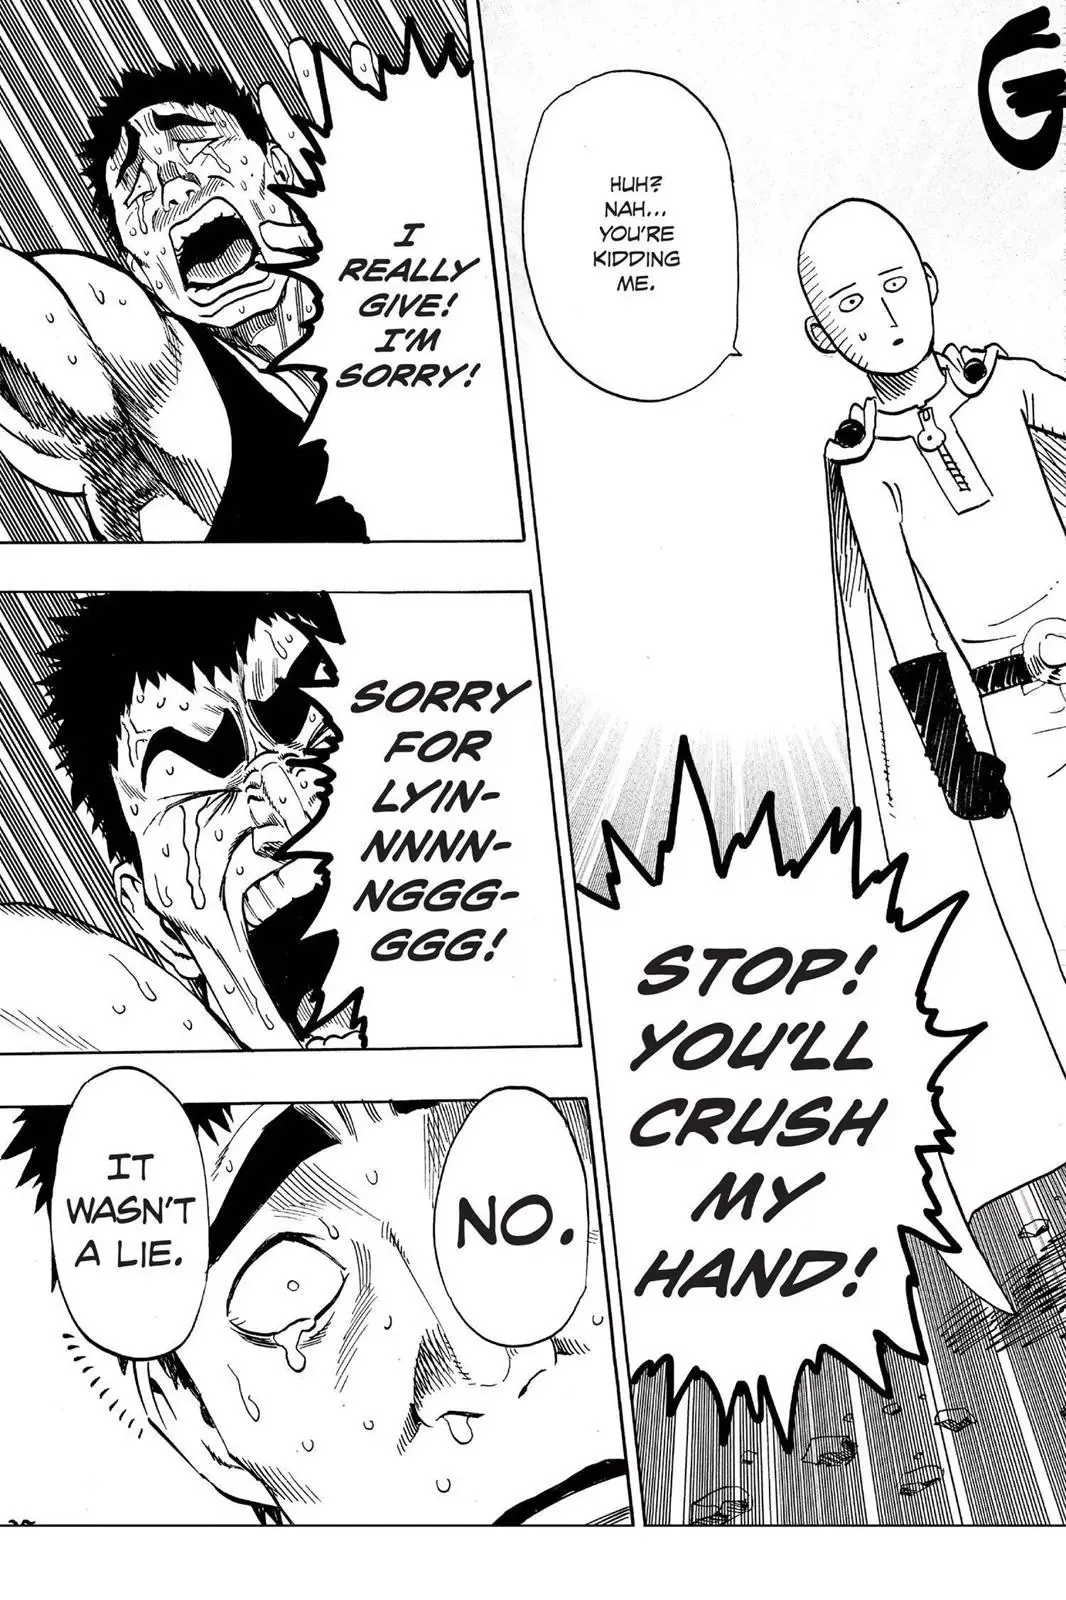 G
HUH?
NAH...
YOU'RE
KIDDING
ME.
STOP!
YOU'LL
CRUSH
MY
HAND!
I
REALLY
GIVE!
I'M
SORRY!
SORRY
FOR
LYIN-
NNNN-
NGGG-
GGG!
NO.
IT
WASN'T
A LIE.